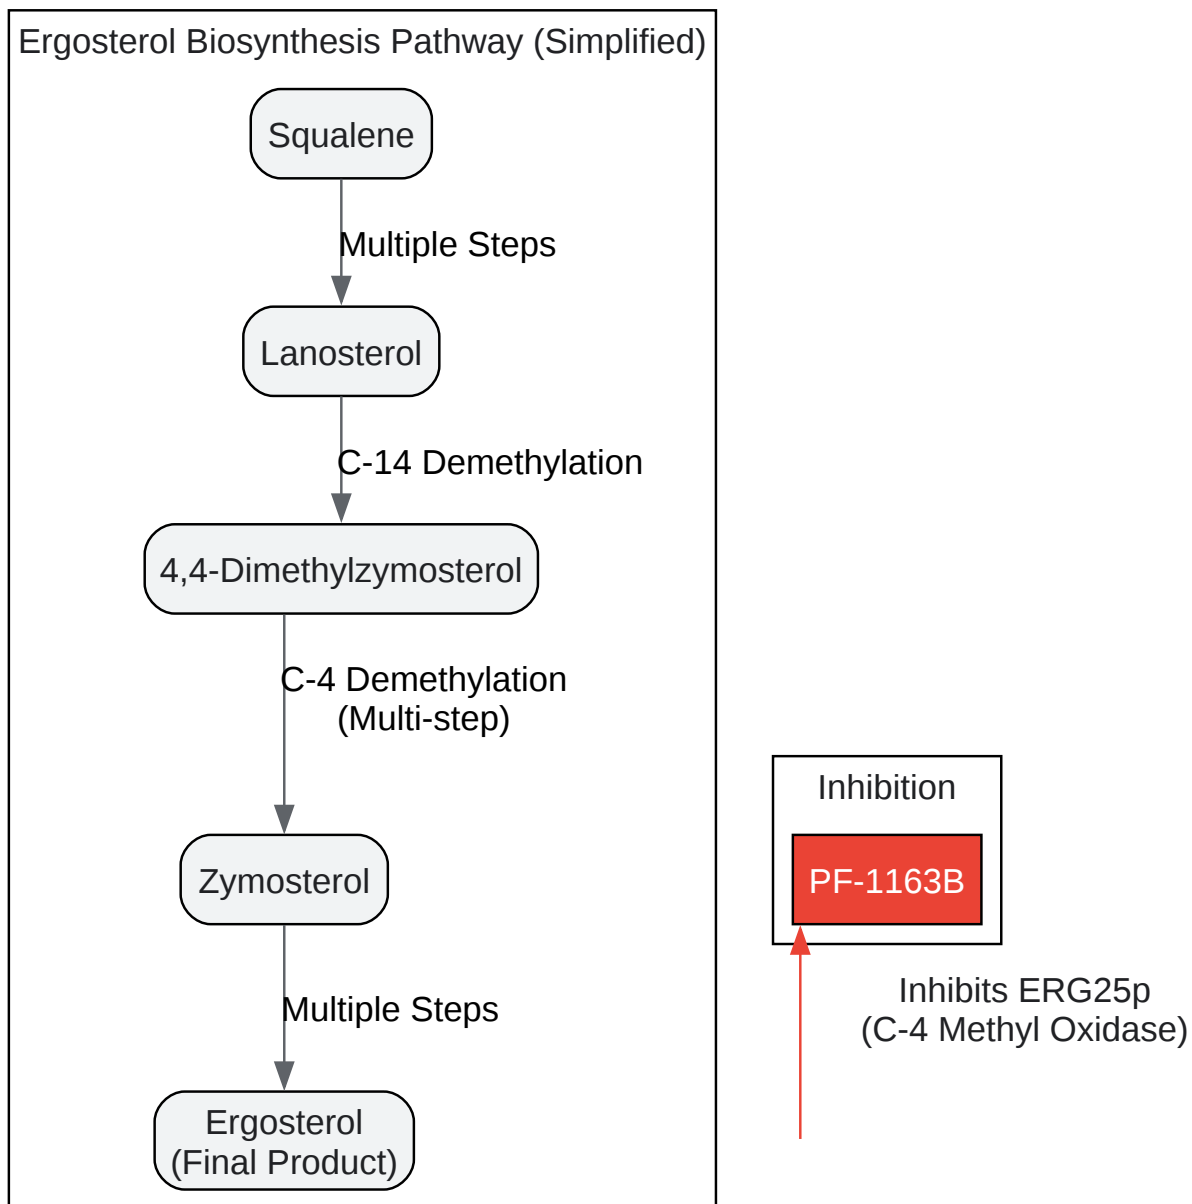 Ergosterol Biosynthesis Pathway (Simplified)
Squalene
Multiple Steps
Lanosterol
C-14 Demethylation
4,4-Dimethylzymosterol
C-4 Demethylation
(Multi-step)
Zymosterol
Multiple Steps
Ergosterol
(Final Product)
Inhibition
PF-1163B
Inhibits ERG25p
(C-4 Methyl Oxidase)